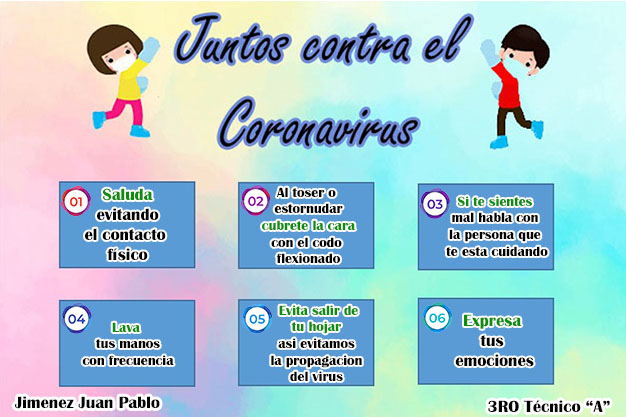 Juntos contra el
Coronavirus
01
Saluda
evitando
el contacto
físico
02
Al toser o
estornudar
cubrete la cara
con el codo
flexionado
03
Si te sientes
mal habla con
la persona que
te esta cuidando
04
Lava
tus manos
con frecuencia
05
Evita salir de
tu hojar
asi evitamos
la propagacion
del virus
06
Expresa
tus
emociones
Jimenez Juan Pablo
3RO Técnico “A”